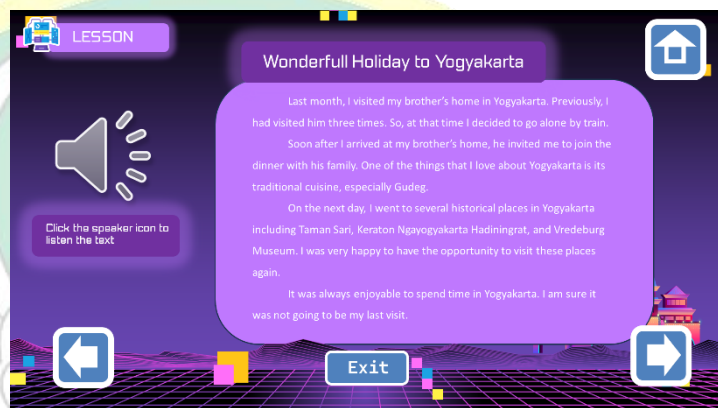 LESSON
Wonderfull Holiday to Yogyakarta
Last month, I visited my brother's home in Yogyakarta. Previously, I
had visited him three times. So, at that time I decided to go alone by train.
Soon after I arrived at my brother's home, he invited me to join the
dinner with his family. One of the things that I love about Yogyakarta is its
traditional cuisine, especially Gudeg.
On the next day, I went to several historical places in Yogyakarta
including Taman Sari, Keraton Ngayogyakarta Hadiningrat, and Vredeburg
Museum. I was very happy to have the opportunity to visit these places
again.
It was always enjoyable to spend time in Yogyakarta. I am sure it
was not going to be my last visit.
Click the speaker icon to
listen the text
Exit